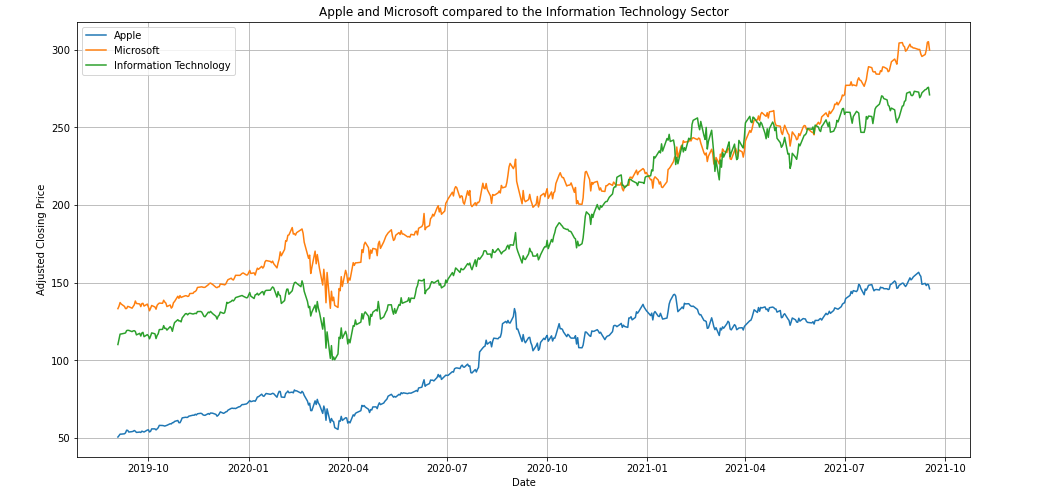 Apple and Microsoft compared to the Information Technology Sector
Apple
Microsoft
Information Technology
300
250
200
150
100
50
Adjusted Closing Price
2019-10 2020-01 2020-04 2020-07 2020-10 2021-01 2021-04 2021-07 2021-10
Date